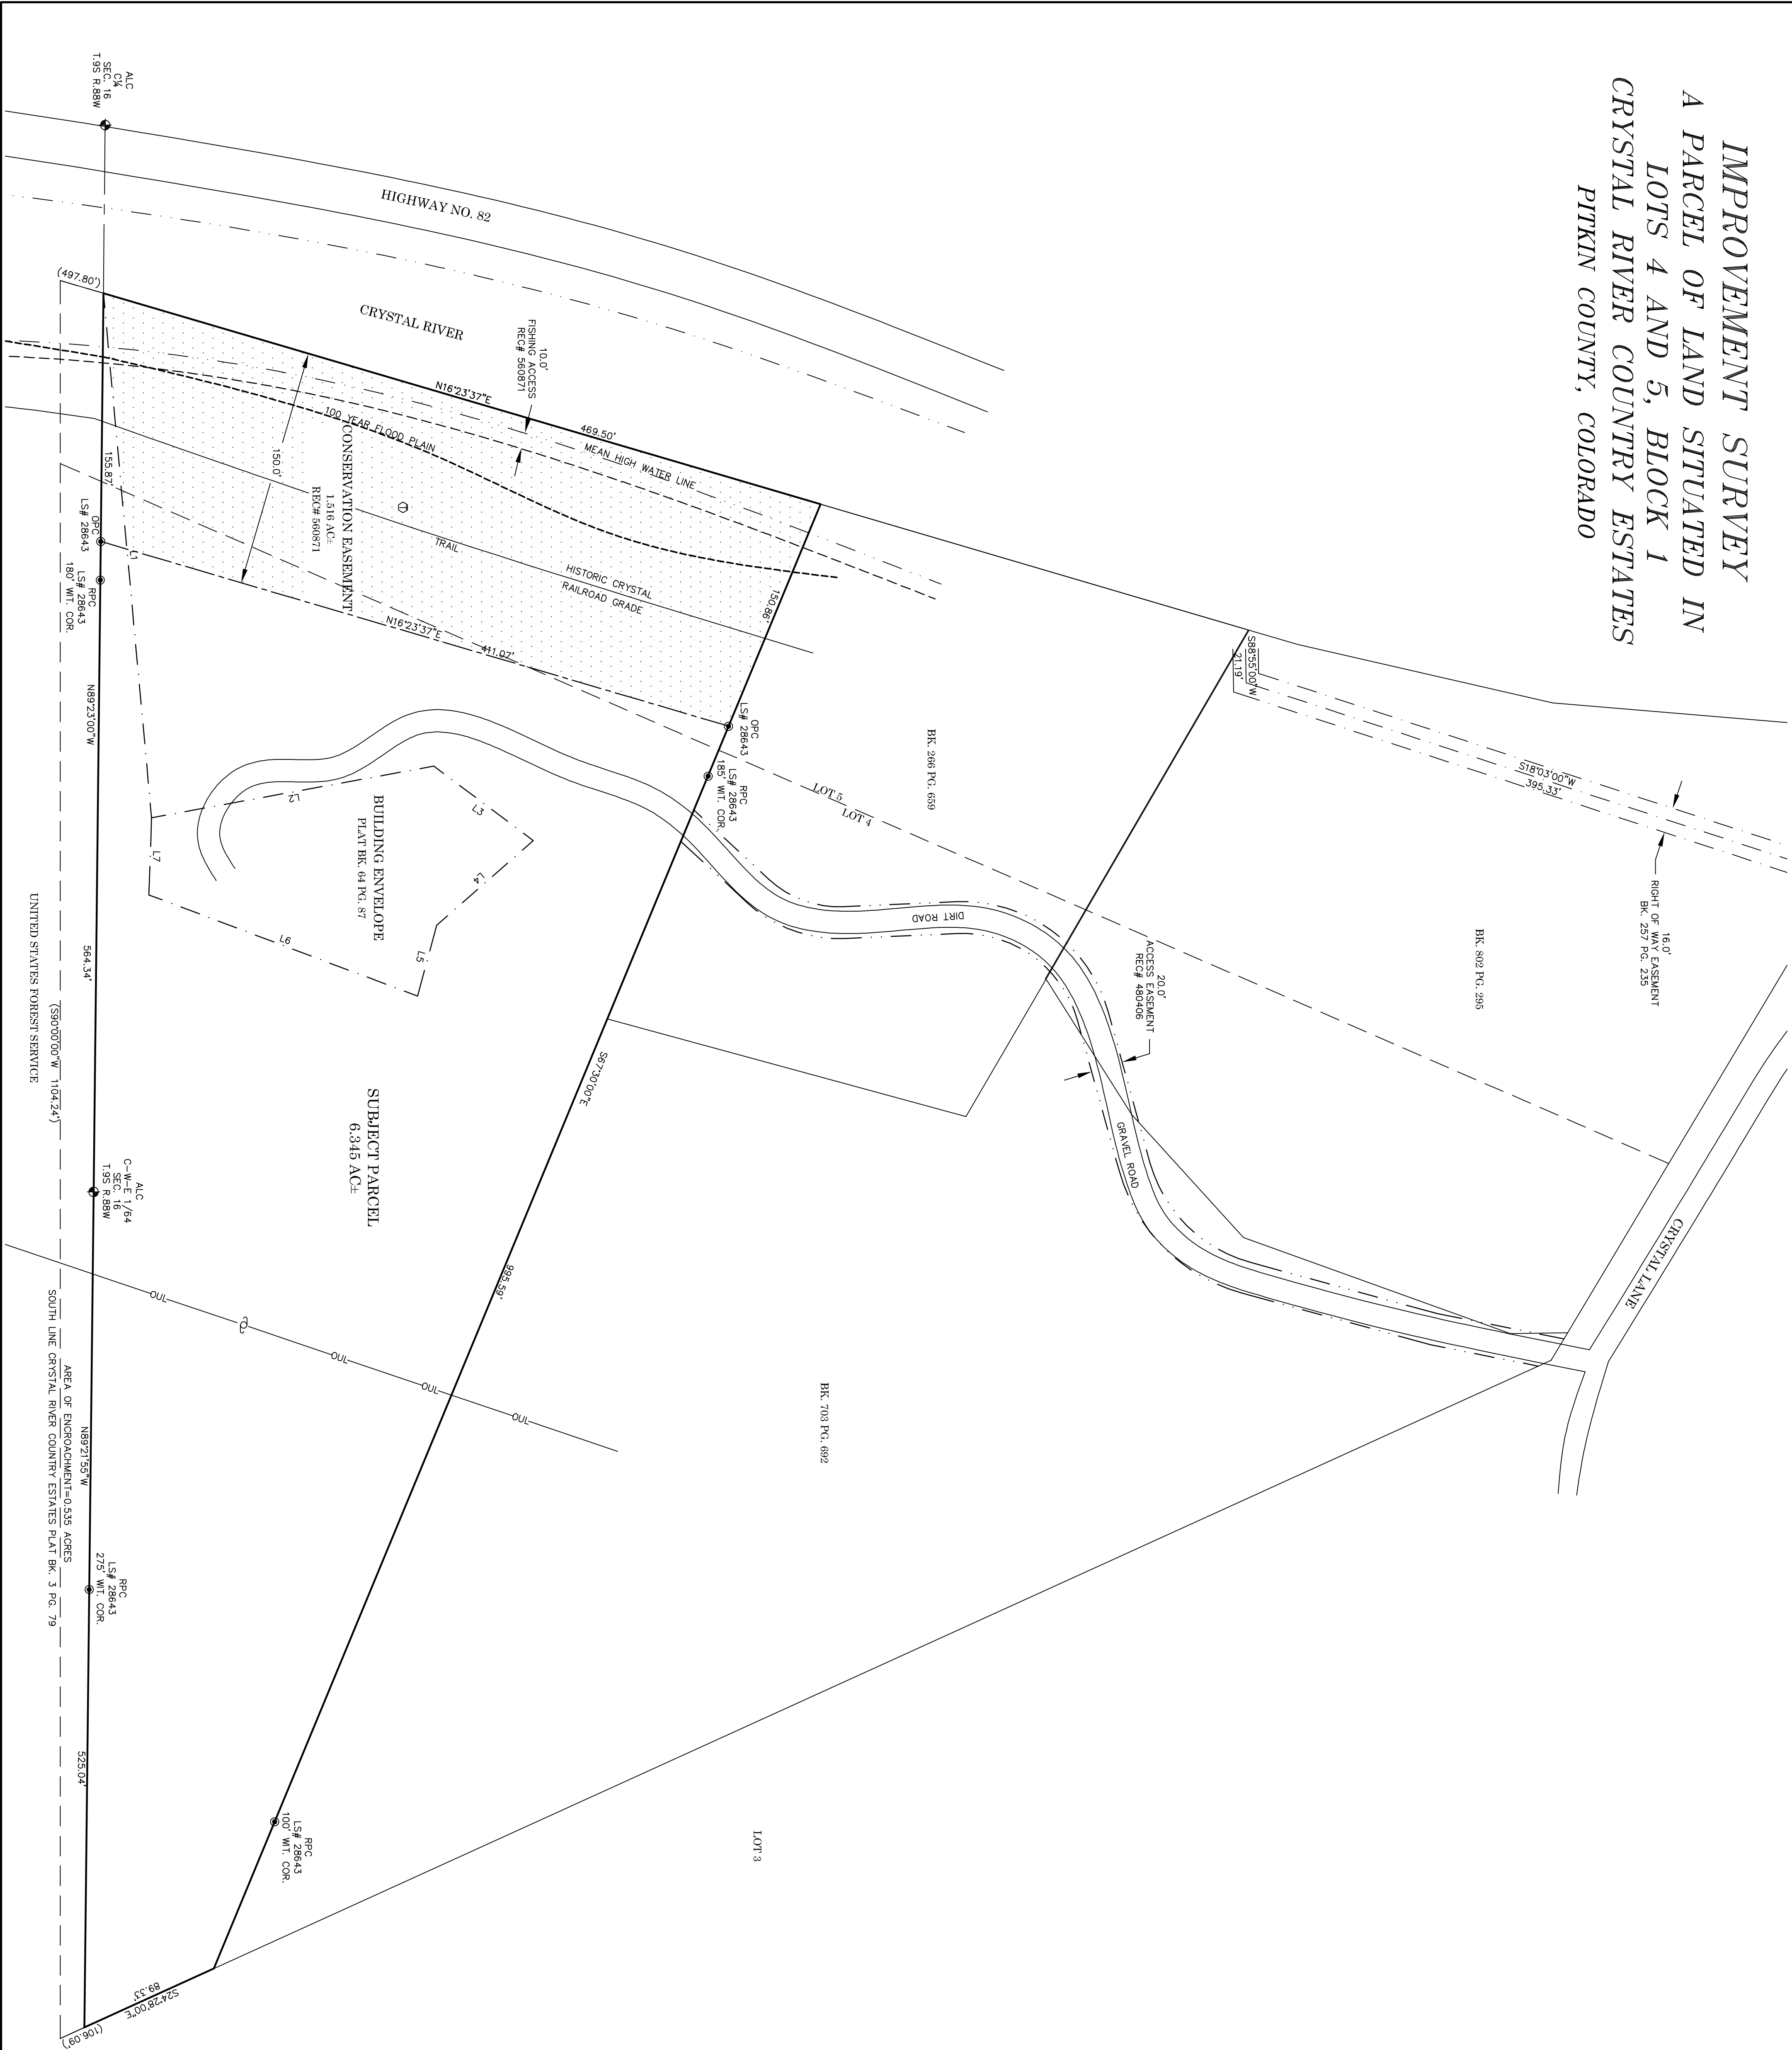 IMPROVEMENT SURVEY
A PARCEL OF LAND SITUATED IN
LOTS 4 AND 5, BLOCK 1
CRYSTAL RIVER COUNTRY ESTATES
PITKIN COUNTY, COLORADO
ALC
C¼
SEC. 16
T.9S R.88W
HIGHWAY NO. 82
CRYSTAL RIVER
(497.80')
10.0'
FISHING ACCESS
REC# 560871
N16°23'37"E
469.50'
MEAN HIGH WATER LINE
100 YEAR FLOOD PLAIN
CONSERVATION EASEMENT
1.516 AC±
REC# 560871
150.0'
TRAIL
HISTORIC CRYSTAL
RAILROAD GRADE
150.86'
155.87'
OPC
LS# 28643
RPC
LS# 28643
180' WIT. COR.
L1
N16°23'37"E
411.07'
OPC
LS# 28643
RPC
LS# 28643
185' WIT. COR.
S88°55'00"W
21.19'
S18°03'00"W
395.33'
16.0'
RIGHT OF WAY EASEMENT
BK. 257 PG. 235
BK. 266 PG. 659
BK. 802 PG. 295
LOT 5
LOT 4
DIRT ROAD
20.0'
ACCESS EASEMENT
REC# 480406
GRAVEL ROAD
CRYSTAL LANE
N89°23'00"W
564.34'
L2
L3
L4
L5
L6
L7
BUILDING ENVELOPE
PLAT BK. 64 PG. 87
UNITED STATES FOREST SERVICE
(S90°00'00"W 1104.24')
SUBJECT PARCEL
6.345 AC±
S67°30'00"E
995.59'
ALC
C-W-E 1/64
SEC. 16
T.9S R.88W
OUL
OUL
OUL
OUL
BK. 703 PG. 692
AREA OF ENCROACHMENT=0.535 ACRES
SOUTH LINE CRYSTAL RIVER COUNTRY ESTATES PLAT BK. 3 PG. 79
N89°21'55"W
525.04'
RPC
LS# 28643
275' WIT. COR.
RPC
LS# 28643
100' WIT. COR.
LOT 3
S24°28'00"E
89.33'
(106.09')